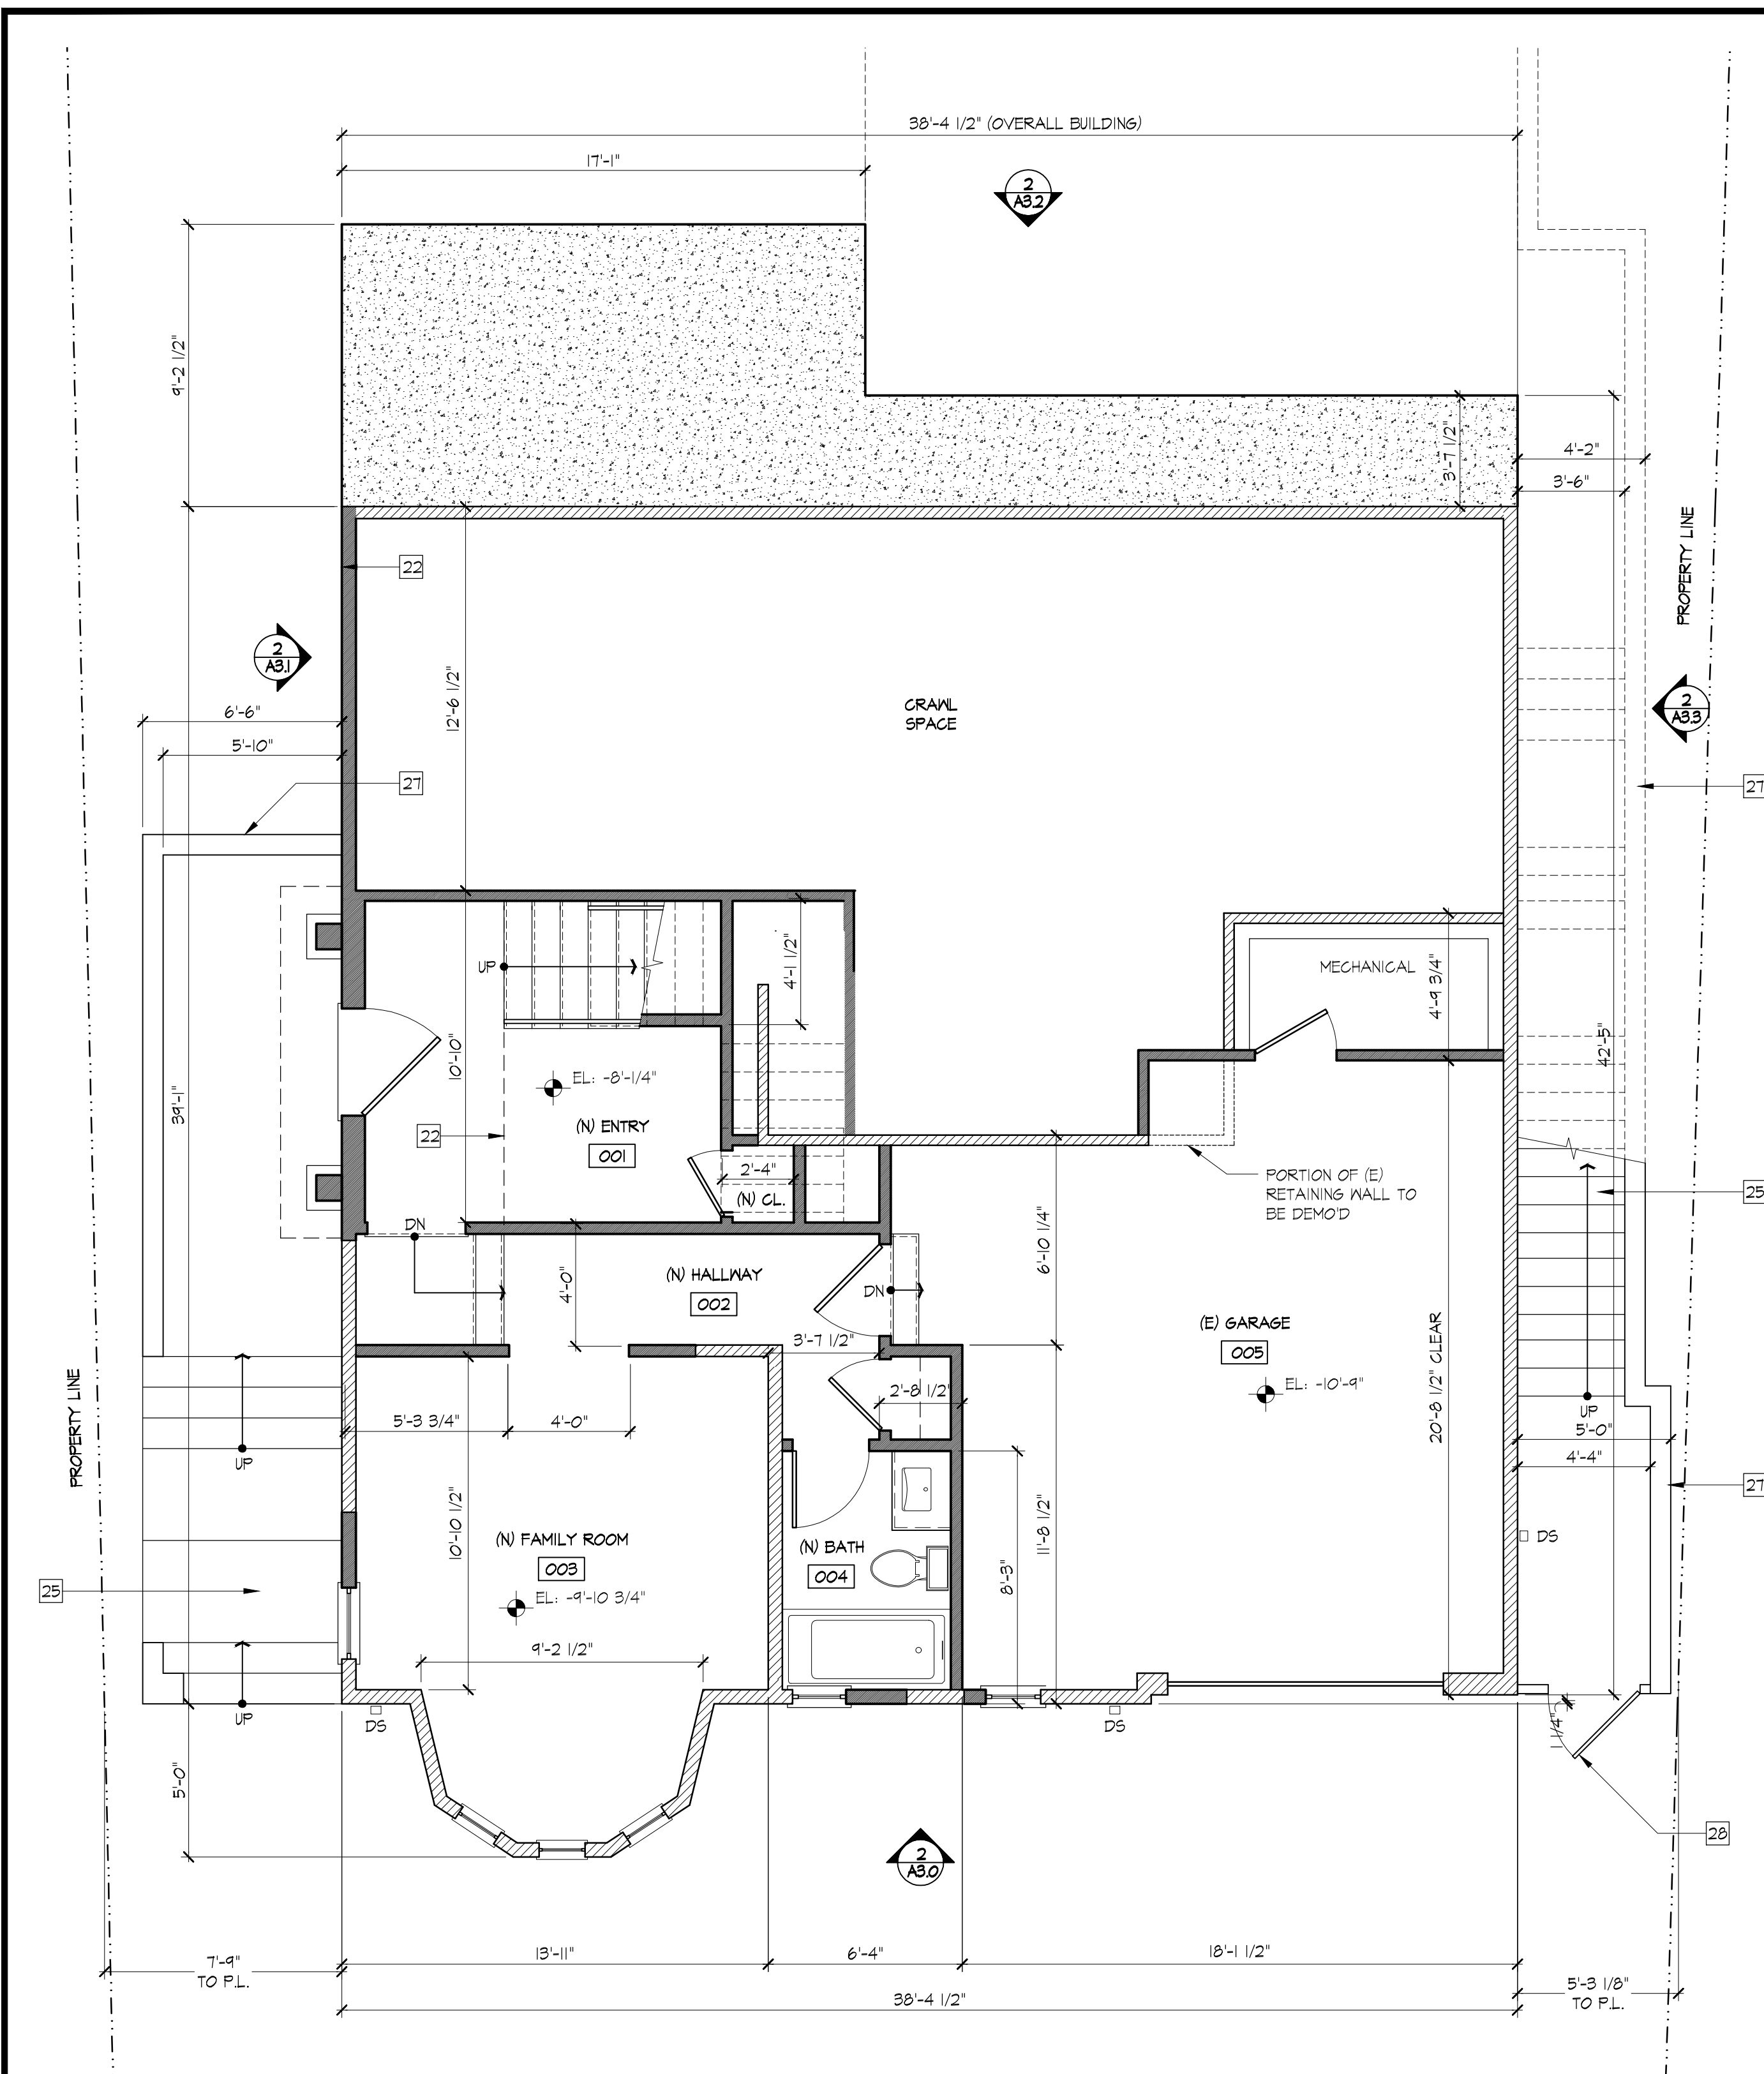 38'-4 1/2" (OVERALL BUILDING)
17'-1"
2
A3.2
9'-2 1/2"
3'-7 1/2"
4'-2"
3'-6"
PROPERTY LINE
22
2
A3.1
12'-6 1/2"
CRAWL
SPACE
2
A3.3
6'-6"
5'-10"
27
27
4'-1 1/2"
UP
MECHANICAL
4'-9 3/4"
42'-5"
10'-10"
EL: -8'-1/4"
39'-1"
(N) ENTRY
001
22
2'-4"
(N) CL.
PORTION OF (E)
RETAINING WALL TO
BE DEMO'D
25
DN
6'-10 1/4"
(N) HALLWAY
002
4'-0"
DN
(E) GARAGE
005
3'-7 1/2"
EL: -10'-9"
20'-8 1/2" CLEAR
2'-8 1/2"
5'-3 3/4"
4'-0"
UP
5'-0"
4'-4"
PROPERTY LINE
UP
27
10'-10 1/2"
(N) FAMILY ROOM
003
EL: -9'-10 3/4"
(N) BATH
004
11'-8 1/2"
8'-3"
DS
25
9'-2 1/2"
UP
DS
DS
5'-0"
28
2
A3.0
7'-9"
TO P.L.
13'-11"
6'-4"
18'-1 1/2"
38'-4 1/2"
5'-3 1/8"
TO P.L.